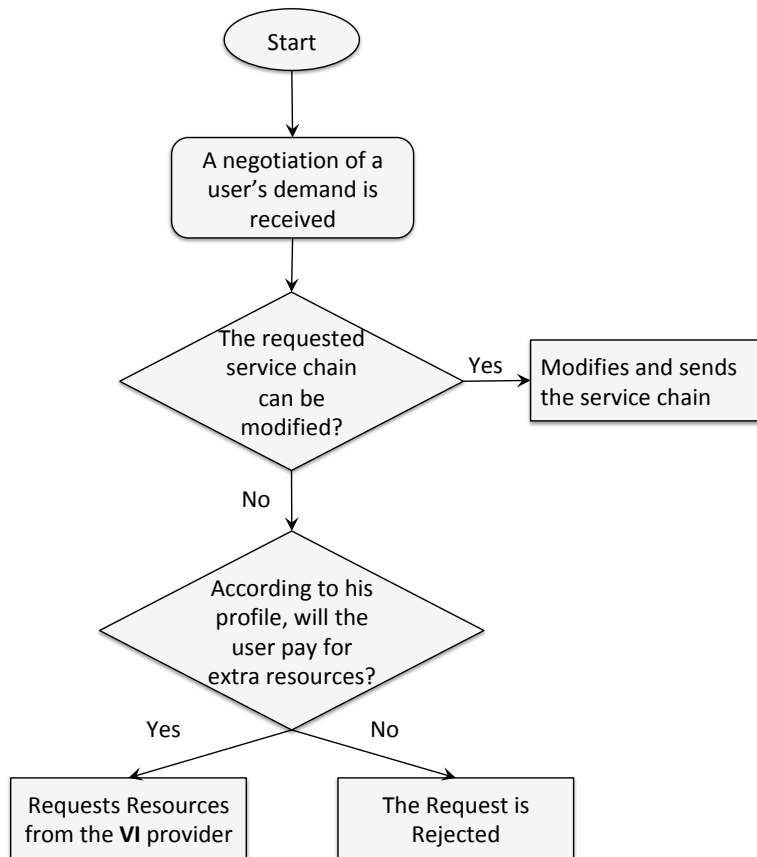 Start
A negotiation of a
user’s demand is
received
The requested
service chain
can be
modified?
Yes
Modifies and sends
the service chain
No
According to his
profile, will the
user pay for
extra resources?
Yes
No
Requests Resources
from the VI provider
The Request is
Rejected